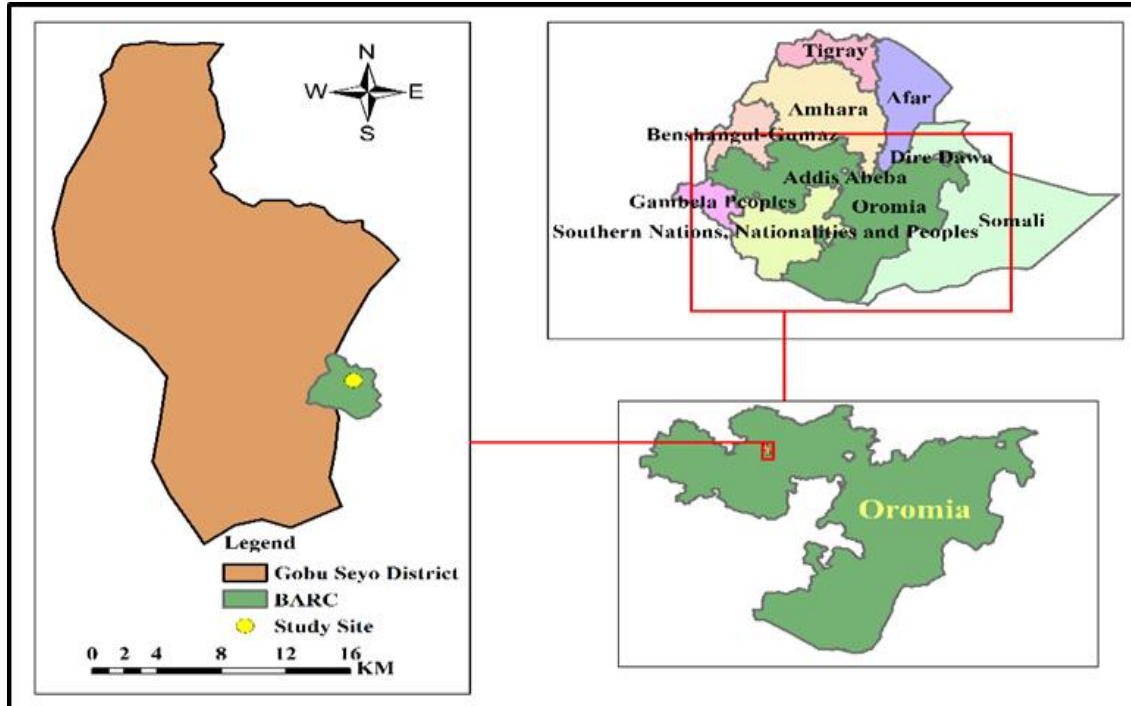 N
W E
S
Legend
Gobu Seyo District
BARC
Study Site
0 2 4 8 12 16
KM
Tigray
Afar
Amhara
Benshangul-Gumaz
Dire Dawa
Addis Abeba
Gambela Peoples
Oromia
Somali
Southern Nations, Nationalities and Peoples
Oromia